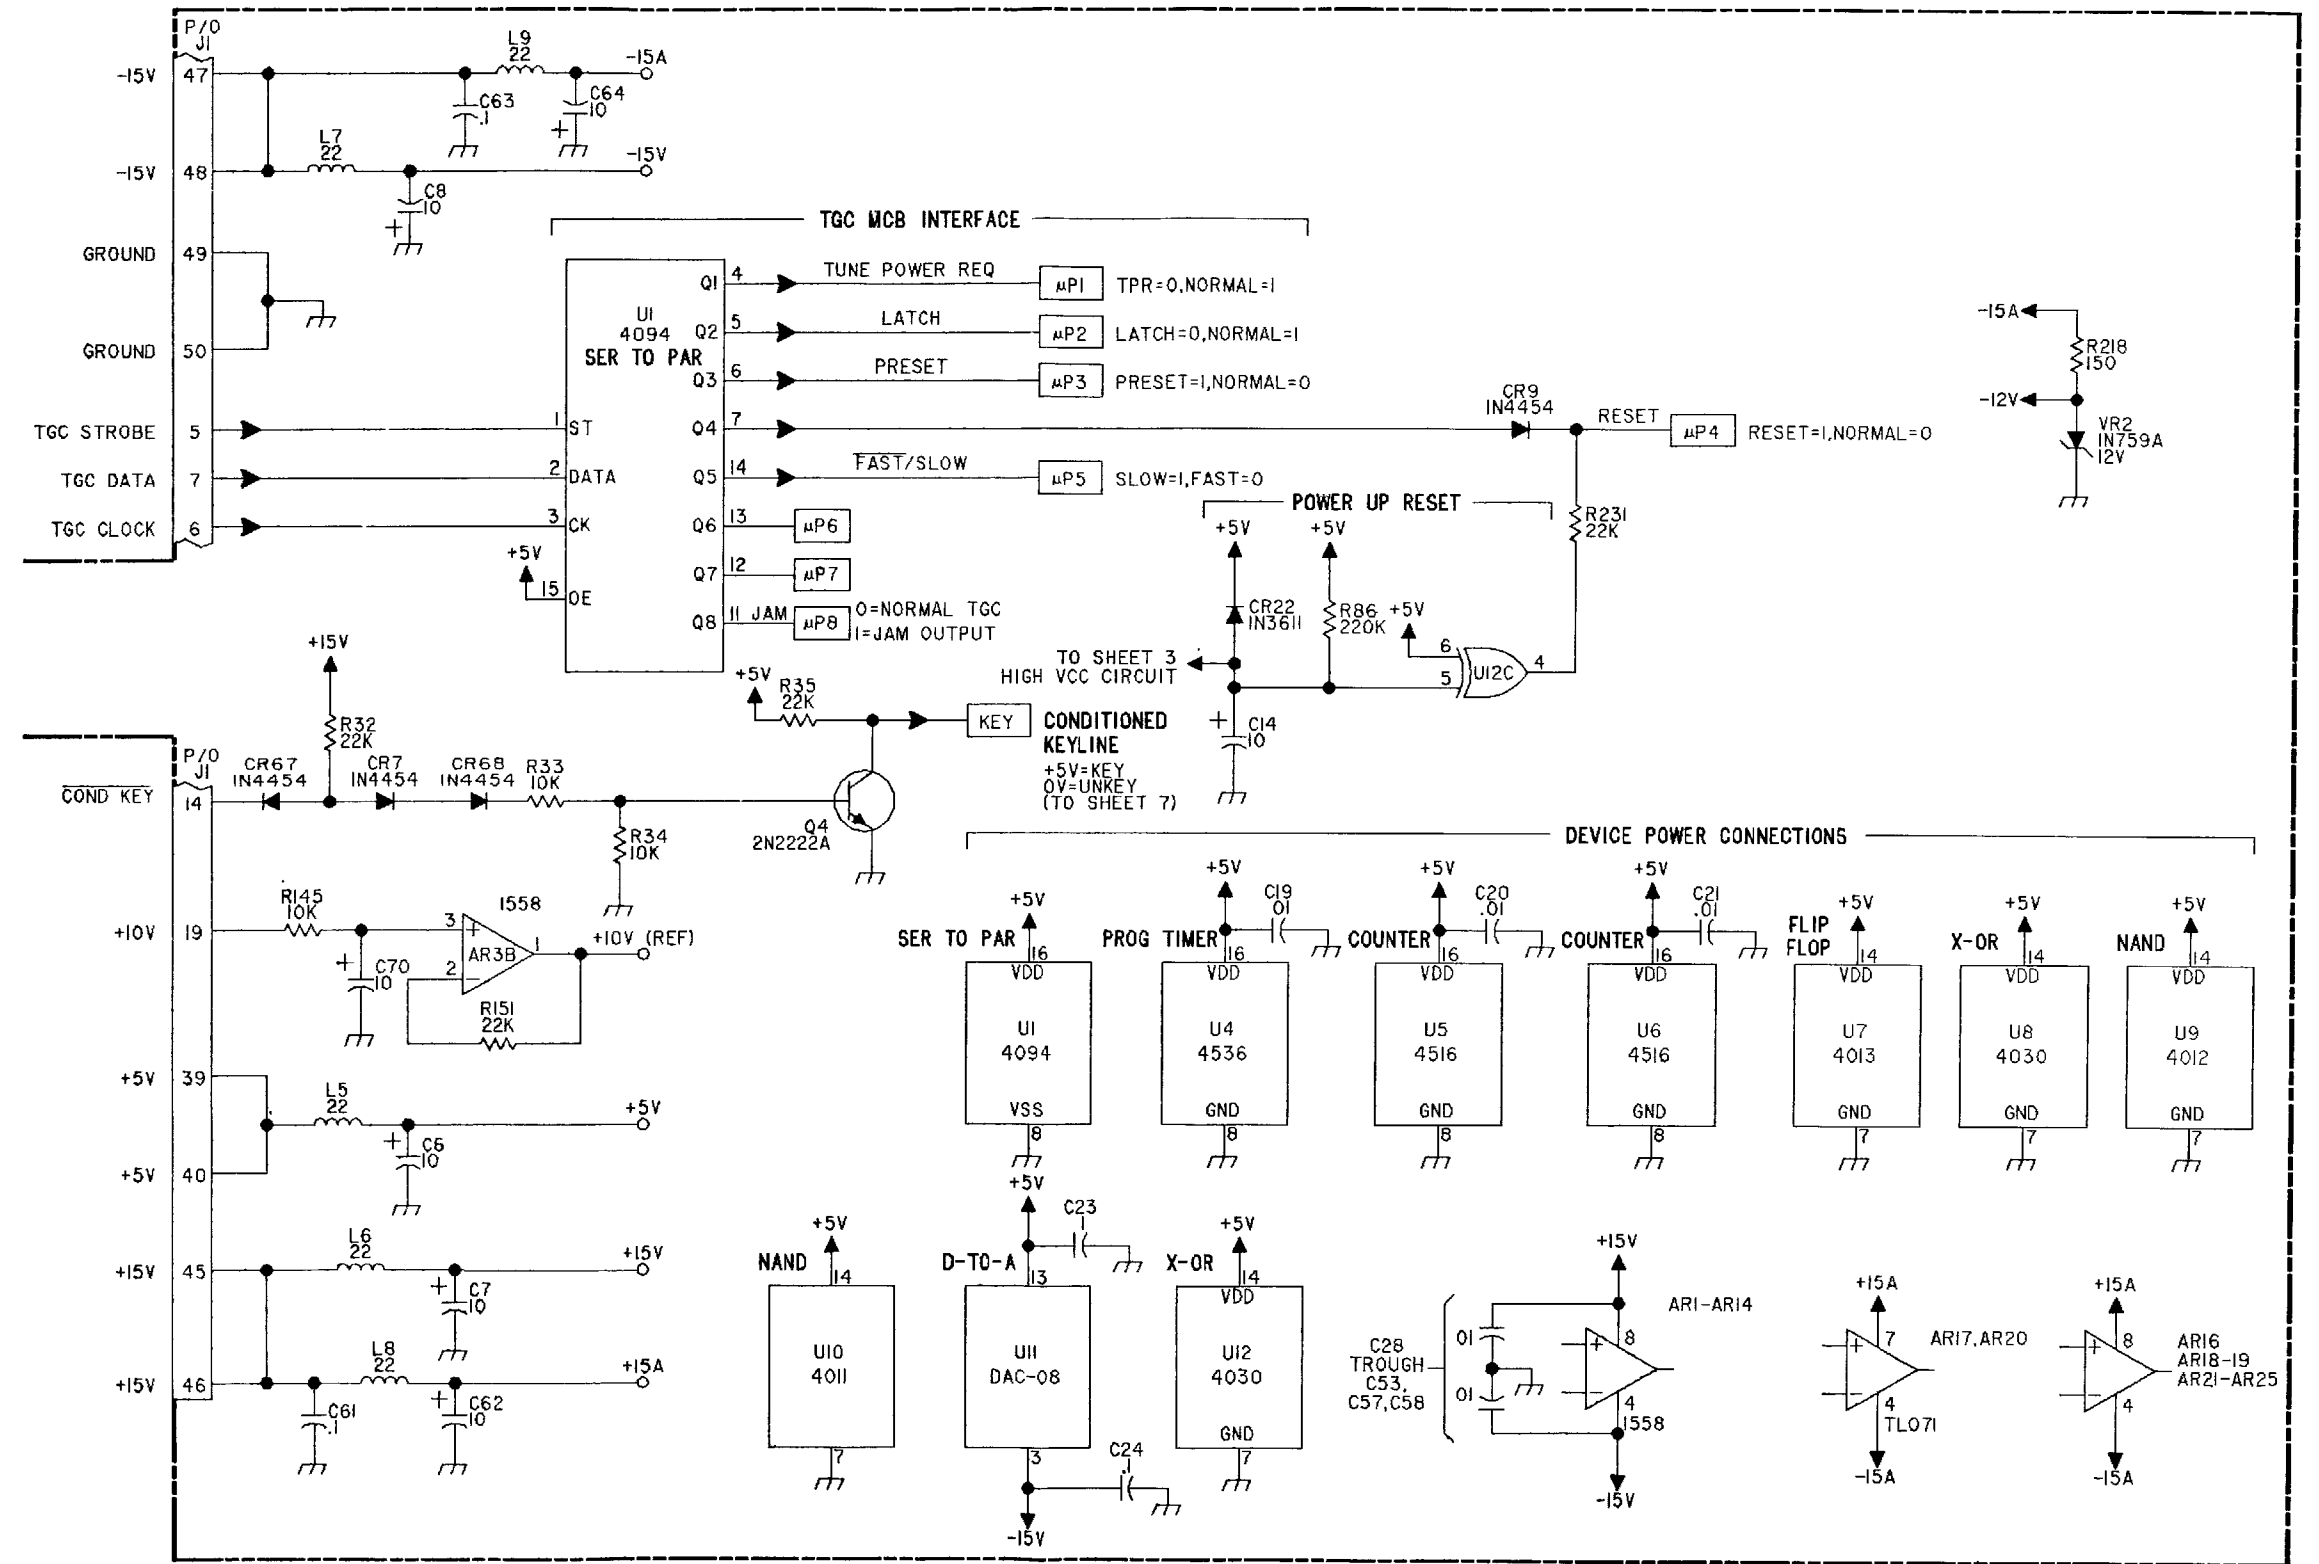 P/O
J1
-15V 47
L9
22
-15A
C63
.1
C64
10
+
-15V 48
L7
22
-15V
C8
10
+
GROUND 49
GROUND 50
TGC STROBE 5
TGC DATA 7
TGC CLOCK 6
TGC MCB INTERFACE
U1
4094
SER TO PAR
1 ST
2 DATA
3 CK
+5V
15 OE
Q1 4 TUNE POWER REQ µP1 TPR=0,NORMAL=1
Q2 5 LATCH µP2 LATCH=0,NORMAL=1
Q3 6 PRESET µP3 PRESET=1,NORMAL=0
Q4 7
CR9
1N4454
RESET µP4 RESET=1,NORMAL=0
Q5 14 FAST/SLOW µP5 SLOW=1,FAST=0
Q6 13 µP6
Q7 12 µP7
Q8 11 JAM µP8 0=NORMAL TGC
1=JAM OUTPUT
-15A
R218
150
-12V
VR2
1N759A
12V
POWER UP RESET
+5V
+5V
R231
22K
CR22
1N3611
R86
220K
+5V
6
5
U12C
4
TO SHEET 3
HIGH VCC CIRCUIT
+
C14
10
+15V
R32
22K
P/O
J1
COND KEY 14
CR67
1N4454
CR7
1N4454
CR68
1N4454
R33
10K
R34
10K
+5V
R35
22K
Q4
2N2222A
KEY
CONDITIONED
KEYLINE
+5V=KEY
0V=UNKEY
(TO SHEET 7)
+10V 19
R145
10K
+
C70
10
1558
3 +
2 -
AR3B
1
+10V (REF)
R151
22K
+5V 39
+5V 40
L5
22
+5V
+
C6
10
+15V 45
L6
22
+15V
+
C7
10
+15V 46
L8
22
+15A
C61
.1
+
C62
10
DEVICE POWER CONNECTIONS
+5V
SER TO PAR
16
VDD
U1
4094
VSS
8
+5V
C19
.01
PROG TIMER
16
VDD
U4
4536
GND
8
+5V
C20
.01
COUNTER
16
VDD
U5
4516
GND
8
+5V
C21
.01
COUNTER
16
VDD
U6
4516
GND
8
+5V
FLIP
FLOP
14
VDD
U7
4013
GND
7
+5V
X-OR
14
VDD
U8
4030
GND
7
+5V
NAND
14
VDD
U9
4012
GND
7
+5V
NAND
14
U10
4011
7
+5V
C23
.1
D-TO-A
13
U11
DAC-08
3
C24
.1
-15V
+5V
X-OR
14
VDD
U12
4030
GND
7
+15V
AR1-AR14
C28
TROUGH
C53,
C57,C58
.01
.01
+
-
8
4
1558
-15V
+15A
+
-
7
4
AR17,AR20
TL071
-15A
+15A
+
-
8
4
AR16
AR18-19
AR21-AR25
-15A